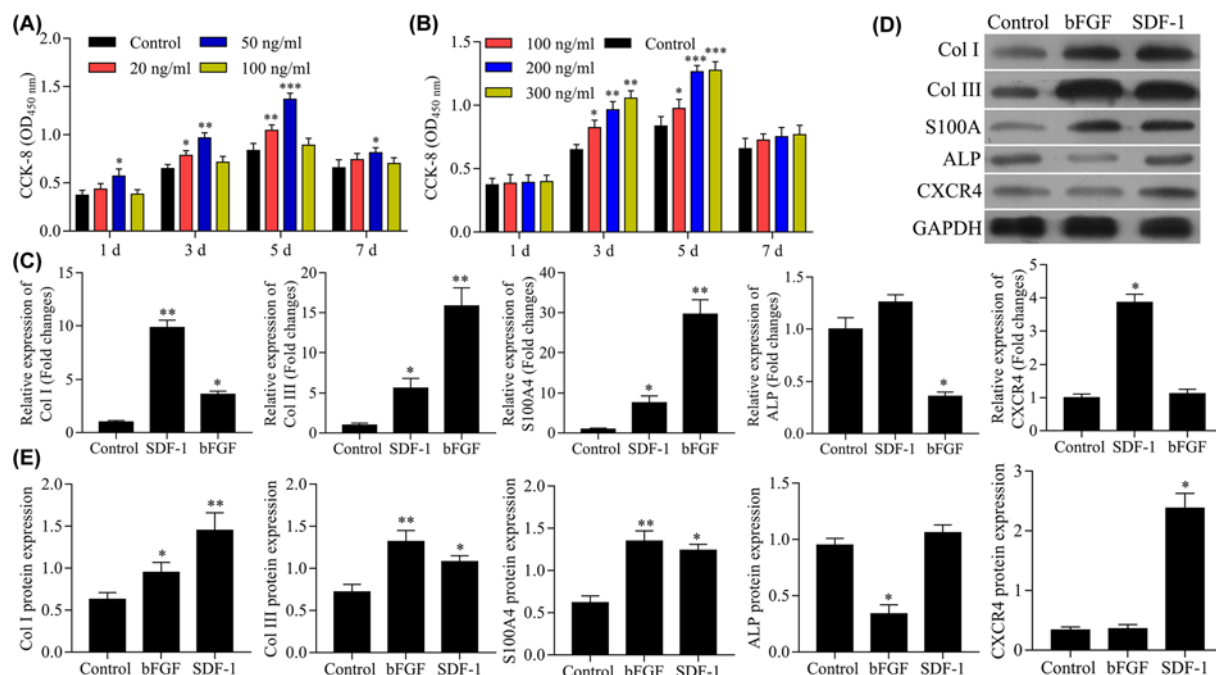 (A)
CCK-8 (OD450 nm)
2.0
1.5
1.0
0.5
0.0
Control
20 ng/ml
50 ng/ml
100 ng/ml
*
*
**
**
***
*
1 d
3 d
5 d
7 d
(B)
CCK-8 (OD450 nm)
1.5
1.0
0.5
0.0
100 ng/ml
200 ng/ml
300 ng/ml
Control
*
**
**
*
***
***
1 d
3 d
5 d
7 d
(D)
Control bFGF SDF-1
Col I
Col III
S100A
ALP
CXCR4
GAPDH
(C)
Relative expression of
Col I (Fold changes)
15
10
5
0
**
*
Control SDF-1 bFGF
Relative expression of
Col III (Fold changes)
20
15
10
5
0
*
**
Control SDF-1 bFGF
Relative expression of
S100A4 (Fold changes)
40
30
20
10
0
*
**
Control SDF-1 bFGF
Relative expression of
ALP (Fold changes)
1.5
1.0
0.5
0.0
*
Control SDF-1 bFGF
Relative expression of
CXCR4 (Fold changes)
5
4
3
2
1
0
*
Control SDF-1 bFGF
(E)
Col I protein expression
2.0
1.5
1.0
0.5
0.0
*
**
Control bFGF SDF-1
Col III protein expression
2.0
1.5
1.0
0.5
0.0
**
*
Control bFGF SDF-1
S100A4 protein expression
2.0
1.5
1.0
0.5
0.0
**
*
Control bFGF SDF-1
ALP protein expression
1.5
1.0
0.5
0.0
*
Control bFGF SDF-1
CXCR4 protein expression
3
2
1
0
*
Control bFGF SDF-1